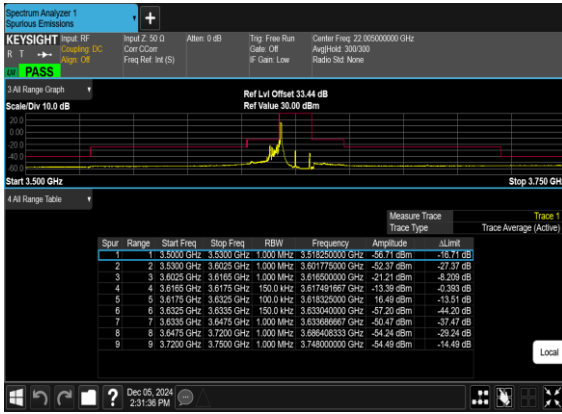 Spectrum Analyzer 1
Spurious Emissions
+
KEYSIGHT Input: RF Input Z: 50 Ω Atten: 0 dB Trig: Free Run Center Freq: 22.005000000 GHz
R T Coupling: DC Corr CCorr Gate: Off Avg|Hold: 300/300
Align: Off Freq Ref: Int (S) IF Gain: Low Radio Std: None
PASS
3 All Range Graph Ref Lvl Offset 33.44 dB
Scale/Div 10.0 dB Ref Value 30.00 dBm
20.0
0.00
-20.0
-40.0
-60.0
Start 3.500 GHz Stop 3.750 GHz
4 All Range Table
Measure Trace Trace 1
Trace Type Trace Average (Active)
Spur Range Start Freq Stop Freq RBW Frequency Amplitude ΔLimit
1 1 3.5000 GHz 3.5300 GHz 1.000 MHz 3.518250000 GHz -56.71 dBm -16.71 dB
2 2 3.5300 GHz 3.6025 GHz 1.000 MHz 3.601775000 GHz -52.37 dBm -27.37 dB
3 3 3.6025 GHz 3.6165 GHz 1.000 MHz 3.616500000 GHz -21.21 dBm -8.209 dB
4 4 3.6165 GHz 3.6175 GHz 150.0 kHz 3.617491667 GHz -13.39 dBm -0.393 dB
5 5 3.6175 GHz 3.6325 GHz 100.0 kHz 3.618325000 GHz 16.49 dBm -13.51 dB
6 6 3.6325 GHz 3.6335 GHz 150.0 kHz 3.633040000 GHz -57.20 dBm -44.20 dB
7 7 3.6335 GHz 3.6475 GHz 1.000 MHz 3.633686667 GHz -50.47 dBm -37.47 dB
8 8 3.6475 GHz 3.7200 GHz 1.000 MHz 3.686408333 GHz -54.24 dBm -29.24 dB
9 9 3.7200 GHz 3.7500 GHz 1.000 MHz 3.748000000 GHz -54.49 dBm -14.49 dB
Local
? Dec 05, 2024
2:31:36 PM